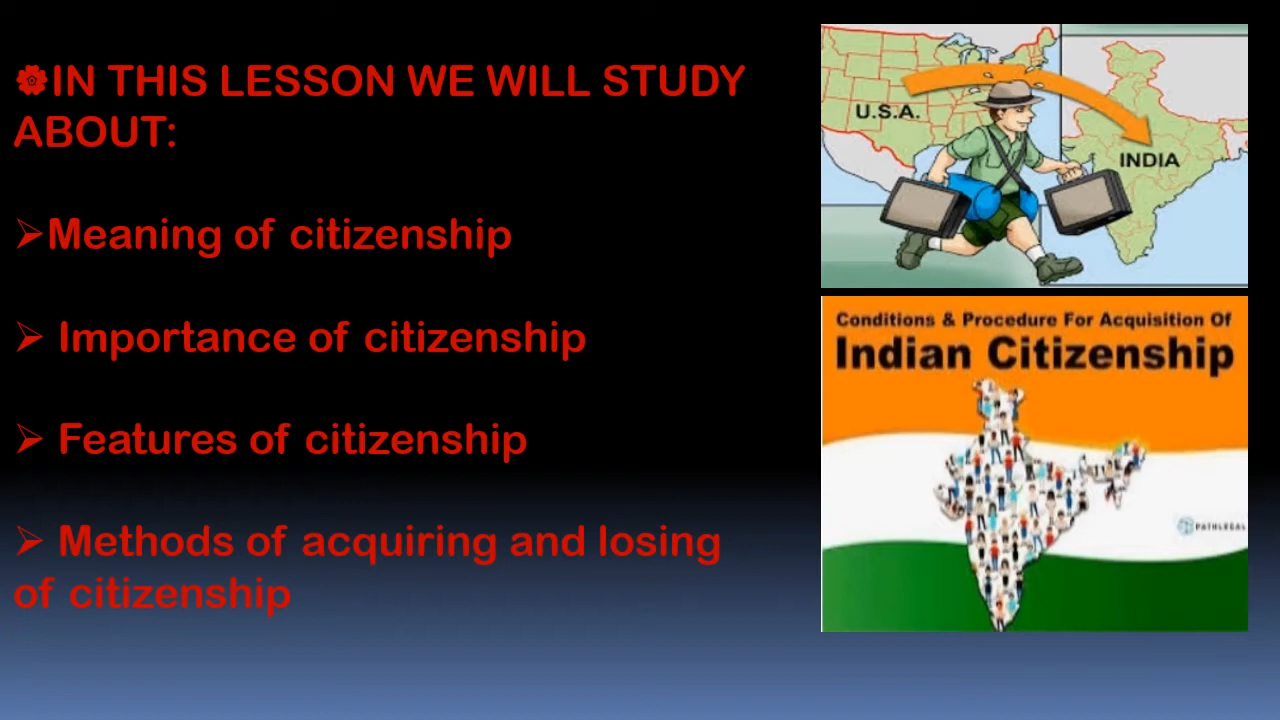 IN THIS LESSON WE WILL STUDY
ABOUT:
Meaning of citizenship
Importance of citizenship
Features of citizenship
Methods of acquiring and losing
of citizenship
U.S.A.
INDIA
Conditions & Procedure For Acquisition Of
Indian Citizenship
PATHLEGAL